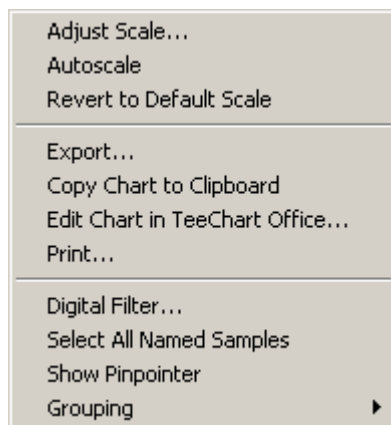 Adjust Scale...
Autoscale
Revert to Default Scale
Export...
Copy Chart to Clipboard
Edit Chart in TeeChart Office...
Print...
Digital Filter...
Select All Named Samples
Show Pinpointer
Grouping